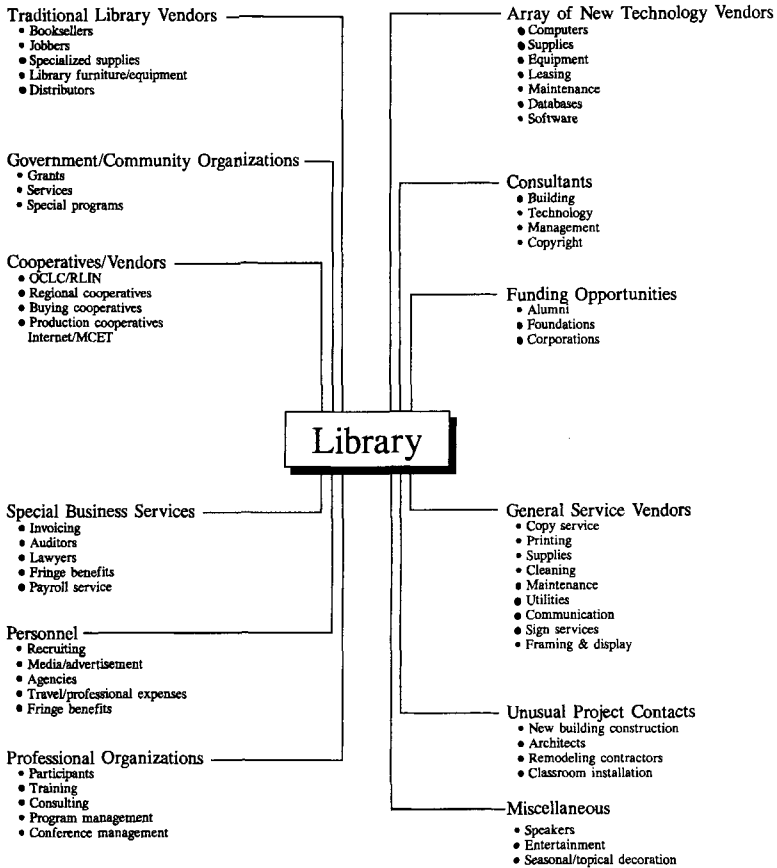 Traditional Library Vendors
• Booksellers
• Jobbers
• Specialized supplies
• Library furniture/equipment
• Distributors
Government/Community Organizations
• Grants
• Services
• Special programs
Cooperatives/Vendors
• OCLC/RLIN
• Regional cooperatives
• Buying cooperatives
• Production cooperatives
Internet/MCET
Array of New Technology Vendors
• Computers
• Supplies
• Equipment
• Leasing
• Maintenance
• Databases
• Software
Consultants
• Building
• Technology
• Management
• Copyright
Funding Opportunities
• Alumni
• Foundations
• Corporations
Library
Special Business Services
• Invoicing
• Auditors
• Lawyers
• Fringe benefits
• Payroll service
Personnel
• Recruiting
• Media/advertisement
• Agencies
• Travel/professional expenses
• Fringe benefits
Professional Organizations
• Participants
• Training
• Consulting
• Program management
• Conference management
General Service Vendors
• Copy service
• Printing
• Supplies
• Cleaning
• Maintenance
• Utilities
• Communication
• Sign services
• Framing & display
Unusual Project Contacts
• New building construction
• Architects
• Remodeling contractors
• Classroom installation
Miscellaneous
• Speakers
• Entertainment
• Seasonal/topical decoration